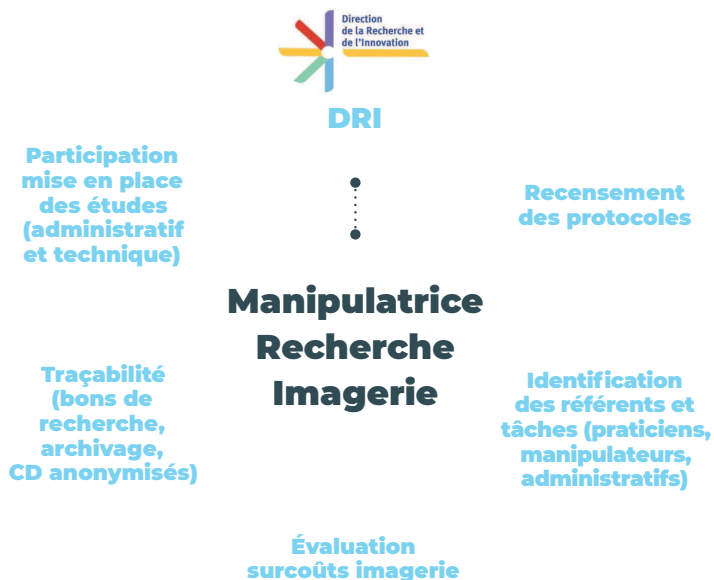 Direction
de la Recherche et
de l'Innovation
DRI
Participation
mise en place
des études
(administratif
et technique)
Recensement
des protocoles
Manipulatrice
Recherche
Imagerie
Traçabilité
(bons de
recherche,
archivage,
CD anonymisés)
Identification
des référents et
tâches (praticiens,
manipulateurs,
administratifs)
Évaluation
surcoûts imagerie